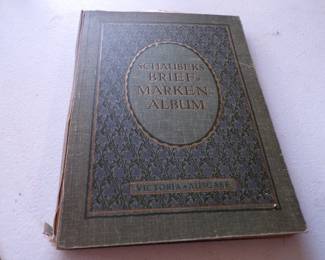 SCHAUBEKS
BRIEF-
MARKEN
ALBUM
VICTORIA-AUSGABE